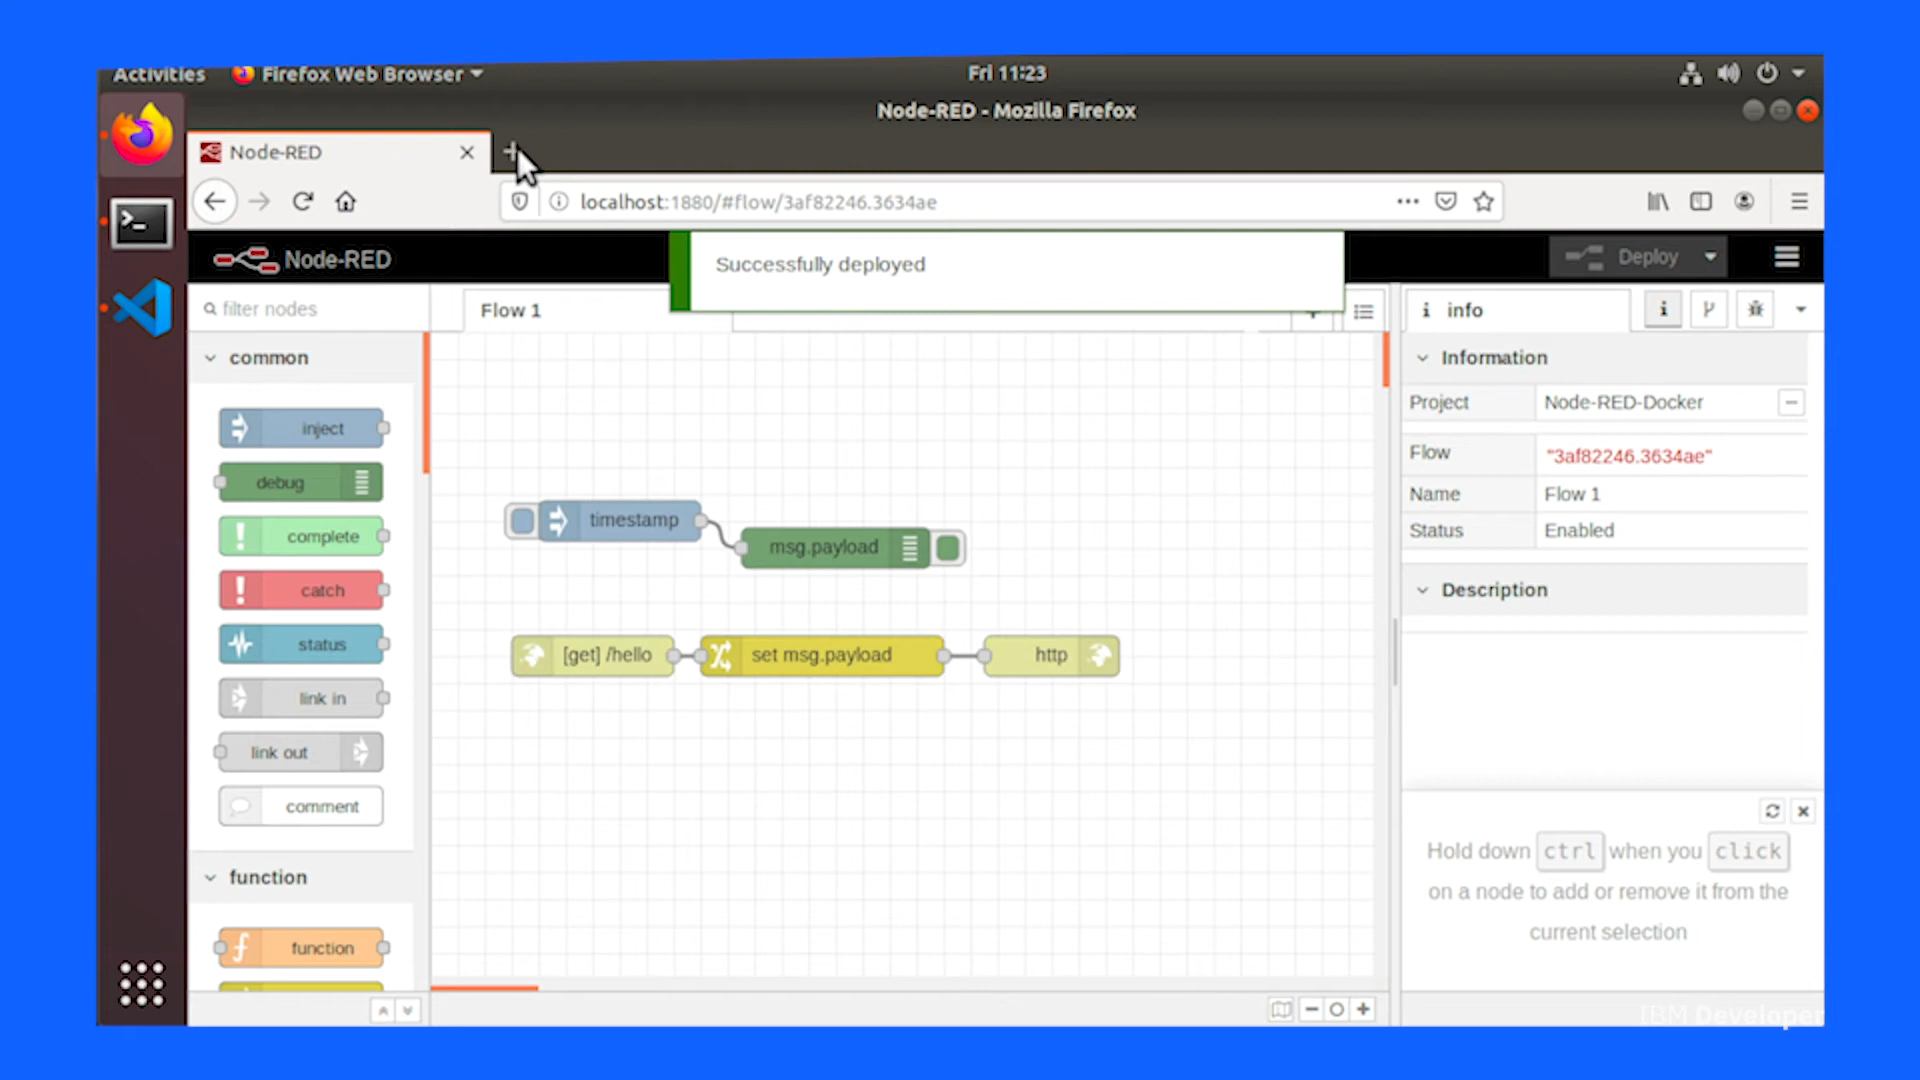 Activities
Firefox Web Browser
Fri 11:23
Node-RED - Mozilla Firefox
Node-RED
localhost:1880/#flow/3af82246.3634ae
Node-RED
Successfully deployed
Deploy
filter nodes
Flow 1
i info
i
common
inject
debug
complete
catch
status
link in
link out
comment
function
function
timestamp
msg.payload
[get] /hello
set msg.payload
http
Information
Project Node-RED-Docker
Flow "3af82246.3634ae"
Name Flow 1
Status Enabled
Description
Hold down ctrl when you click
on a node to add or remove it from the
current selection
IBM Developer